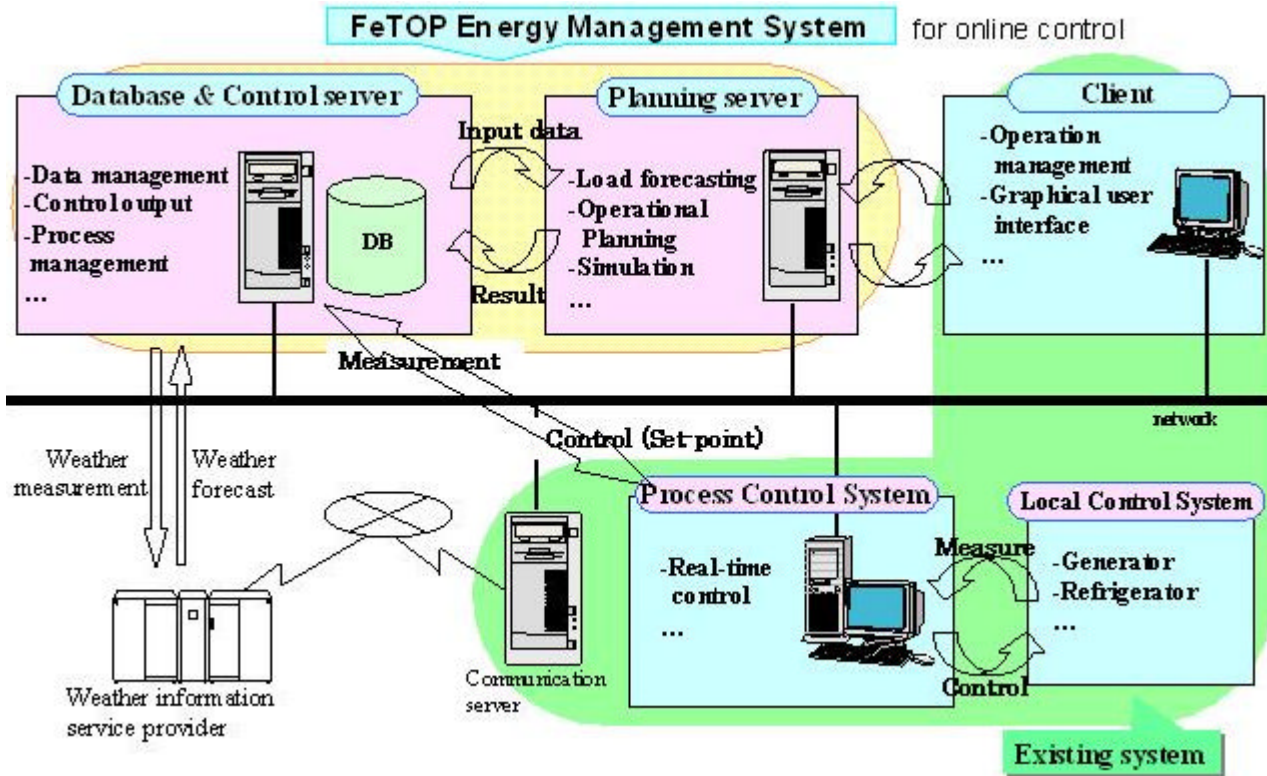 FeTOP Energy Management System for online control
Database & Control server
-Data management
-Control output
-Process
management
...
DB
Input data
Result
Planning server
-Load forecasting
-Operational
Planning
-Simulation
...
Client
-Operation
management
-Graphical user
interface
...
Measurement
network
Control (Set-point)
Weather
measurement
Weather
forecast
Weather information
service provider
Communication
server
Process Control System
-Real-time
control
...
Measure
Control
Local Control System
-Generator
-Refrigerator
...
Existing system